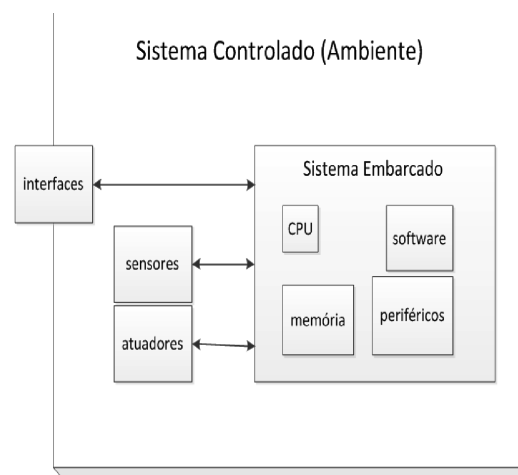 Sistema Controlado (Ambiente)
interfaces
Sistema Embarcado
CPU
software
sensores
memória
periféricos
atuadores